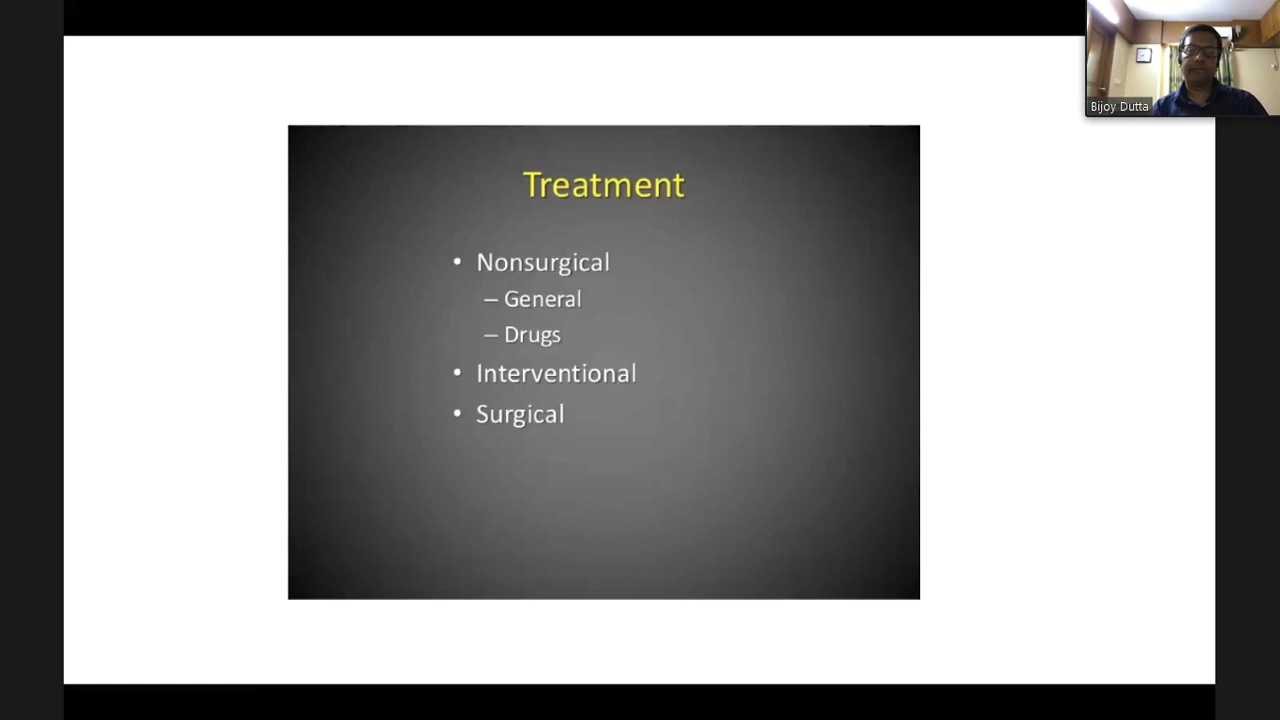 Treatment
• Nonsurgical
– General
– Drugs
• Interventional
• Surgical
Bijoy Dutta